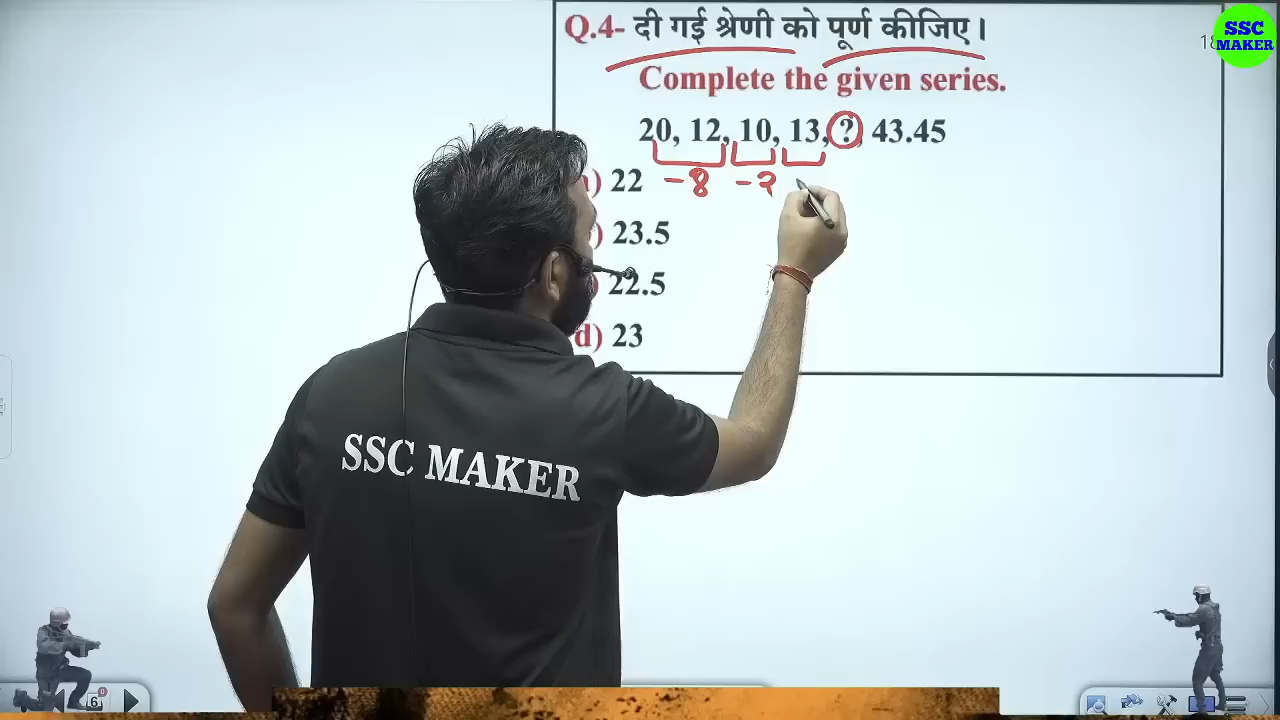 SSC
MAKER
Q.4- दी गई श्रेणी को पूर्ण कीजिए।
Complete the given series.
20, 12, 10, 13, ? 43.45
-8 -2
) 22
) 23.5
22.5
d) 23
SSC MAKER
6